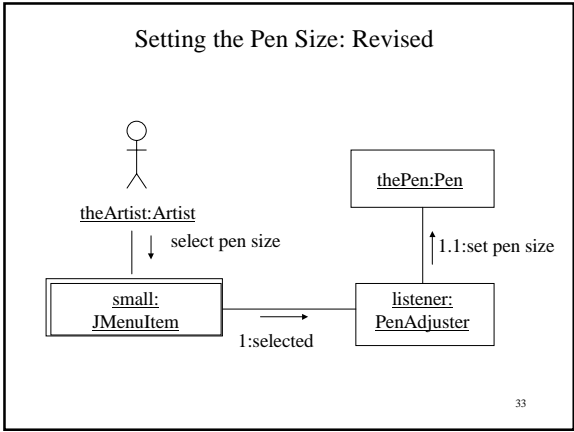 Setting the Pen Size: Revised
thePen:Pen
theArtist:Artist
select pen size
1.1:set pen size
small:
JMenuItem
listener:
PenAdjuster
1:selected
33